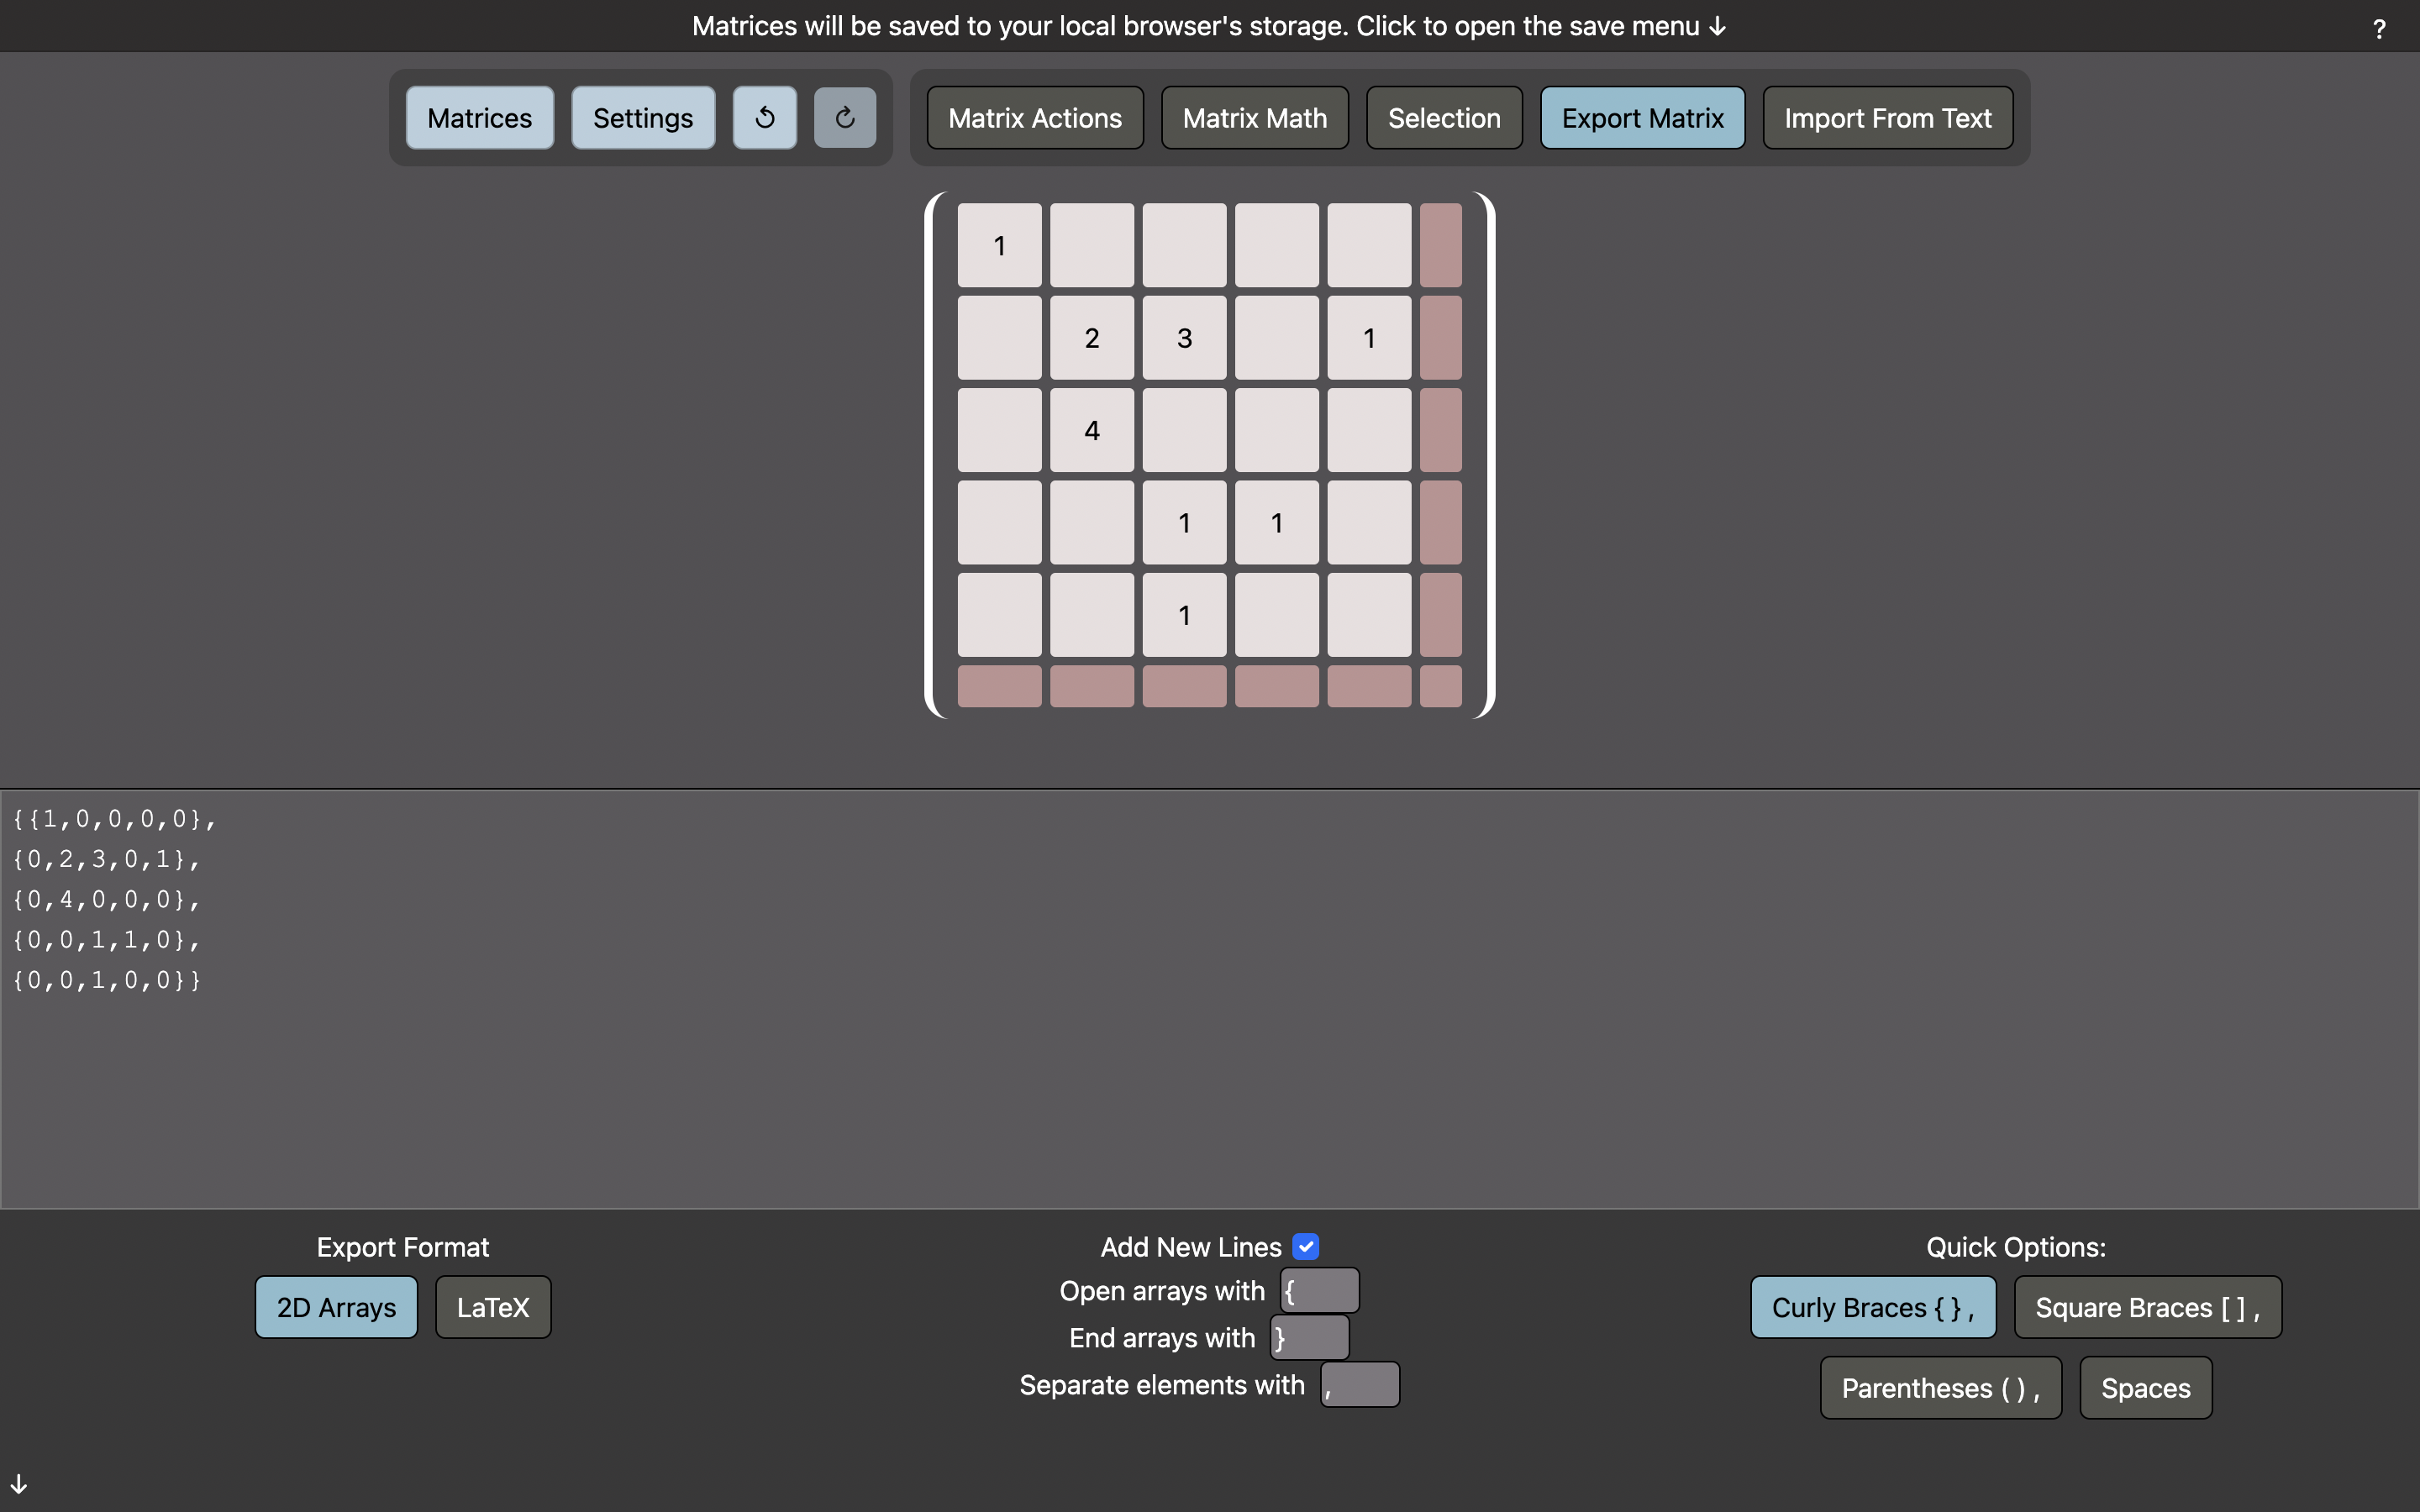 Matrices will be saved to your local browser's storage. Click to open the save menu ↓
?
Matrices Settings ↺ ↻ Matrix Actions Matrix Math Selection Export Matrix Import From Text
1
2 3 1
4
1 1
1
{{1,0,0,0,0},
{0,2,3,0,1},
{0,4,0,0,0},
{0,0,1,1,0},
{0,0,1,0,0}}
Export Format
2D Arrays LaTeX
Add New Lines
Open arrays with {
End arrays with }
Separate elements with ,
Quick Options:
Curly Braces { } , Square Braces [ ] ,
Parentheses ( ) , Spaces
↓